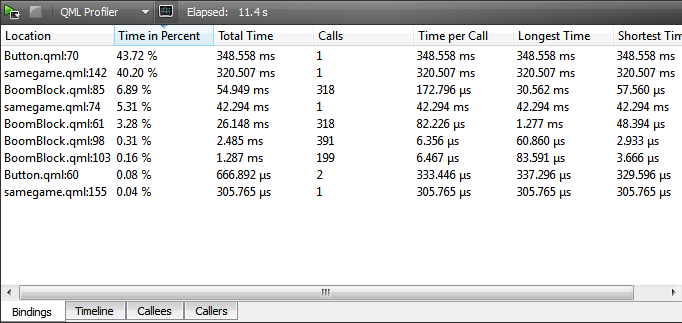 QML Profiler Elapsed: 11.4 s
Location Time in Percent Total Time Calls Time per Call Longest Time Shortest Tim
Button.qml:70 43.72 % 348.558 ms 1 348.558 ms 348.558 ms 348.558 ms
samegame.qml:142 40.20 % 320.507 ms 1 320.507 ms 320.507 ms 320.507 ms
BoomBlock.qml:85 6.89 % 54.949 ms 318 172.796 µs 30.562 ms 57.560 µs
samegame.qml:74 5.31 % 42.294 ms 1 42.294 ms 42.294 ms 42.294 ms
BoomBlock.qml:61 3.28 % 26.148 ms 318 82.226 µs 1.277 ms 48.394 µs
BoomBlock.qml:98 0.31 % 2.485 ms 391 6.356 µs 60.860 µs 2.933 µs
BoomBlock.qml:103 0.16 % 1.287 ms 199 6.467 µs 83.591 µs 3.666 µs
Button.qml:60 0.08 % 666.892 µs 2 333.446 µs 337.296 µs 329.596 µs
samegame.qml:155 0.04 % 305.765 µs 1 305.765 µs 305.765 µs 305.765 µs
Bindings Timeline Callees Callers